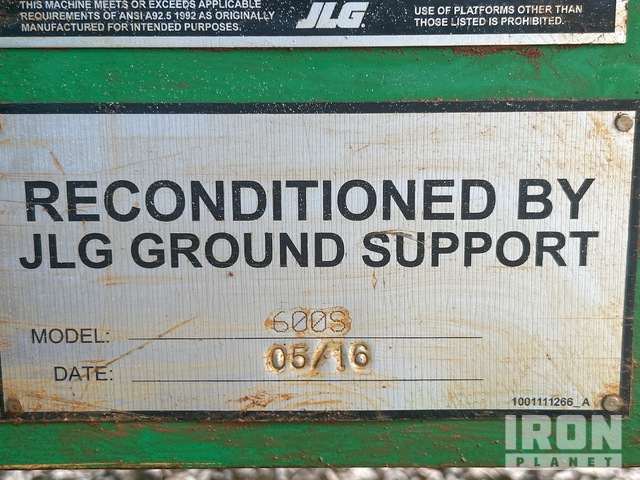 THIS MACHINE MEETS OR EXCEEDS APPLICABLE
REQUIREMENTS OF ANSI A92.5 1992 AS ORIGINALLY
MANUFACTURED FOR INTENDED PURPOSES.
JLG
USE OF PLATFORMS OTHER THAN
THOSE LISTED IS PROHIBITED.
RECONDITIONED BY
JLG GROUND SUPPORT
MODEL: 600S
DATE: 05/16
1001111266_A
IRON
PLANET